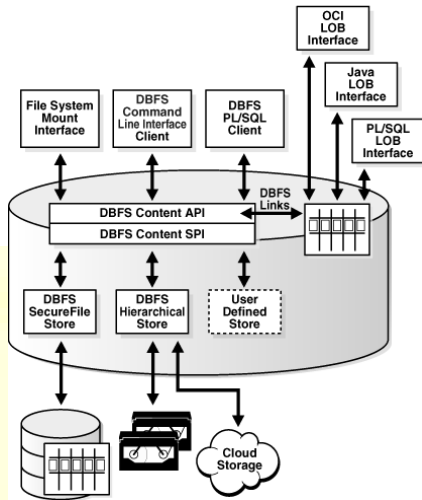 OCI
LOB
Interface
Java
LOB
Interface
PL/SQL
LOB
Interface
File System
Mount
Interface
DBFS
Command
Line Interface
Client
DBFS
PL/SQL
Client
DBFS
Links
DBFS Content API
DBFS Content SPI
DBFS
SecureFile
Store
DBFS
Hierarchical
Store
User
Defined
Store
Cloud
Storage